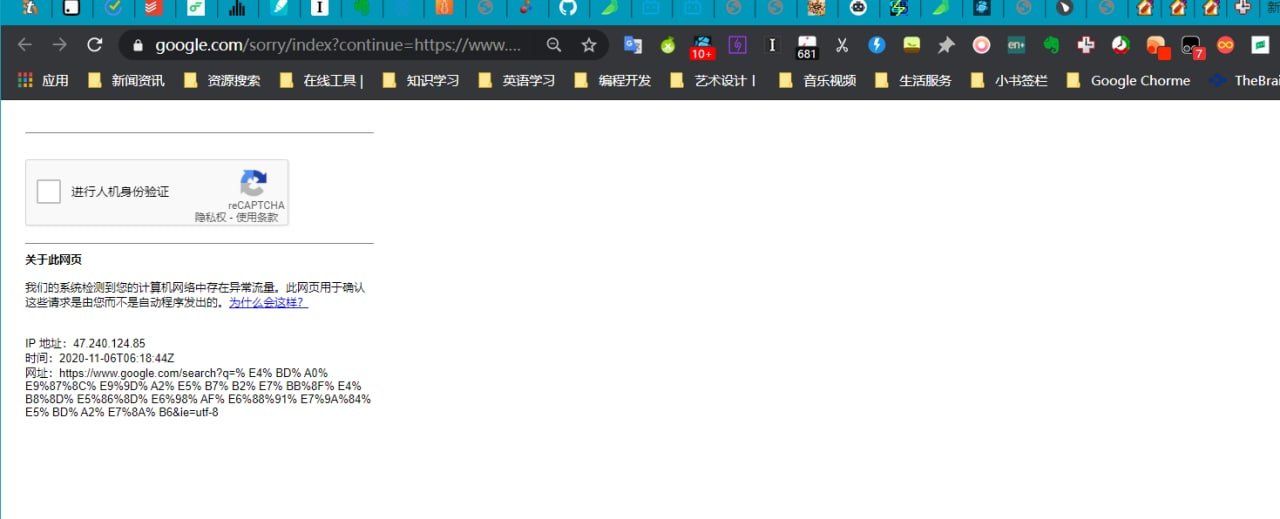 新
google.com/sorry/index?continue=https://www....
10+
681
en+
7
应用 新闻资讯 资源搜索 在线工具 | 知识学习 英语学习 编程开发 艺术设计 | 音乐视频 生活服务 小书签栏 Google Chorme TheBrai
进行人机身份验证
reCAPTCHA
隐私权 - 使用条款
关于此网页
我们的系统检测到您的计算机网络中存在异常流量。此网页用于确认
这些请求是由您而不是自动程序发出的。为什么会这样?
IP 地址：47.240.124.85
时间：2020-11-06T06:18:44Z
网址：https://www.google.com/search?q=% E4% BD% A0%
E9%87%8C% E9%9D% A2% E5% B7% B2% E7% BB%8F% E4%
B8%8D% E5%86%8D% E6%98% AF% E6%88%91% E7%9A%84%
E5% BD% A2% E7%8A% B6&ie=utf-8